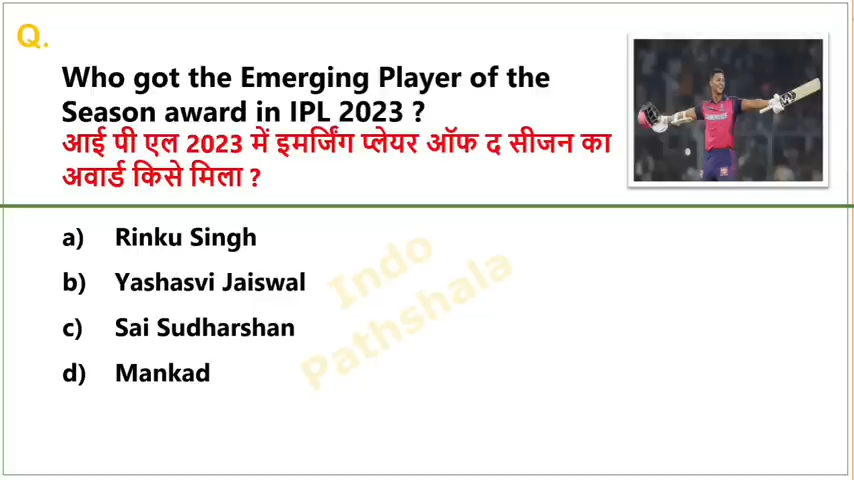 Q.
Who got the Emerging Player of the
Season award in IPL 2023 ?
आई पी एल 2023 में इमर्जिंग प्लेयर ऑफ द सीजन का
अवार्ड किसे मिला ?
a) Rinku Singh
b) Yashasvi Jaiswal
c) Sai Sudharshan
d) Mankad
Indo
Pathshala